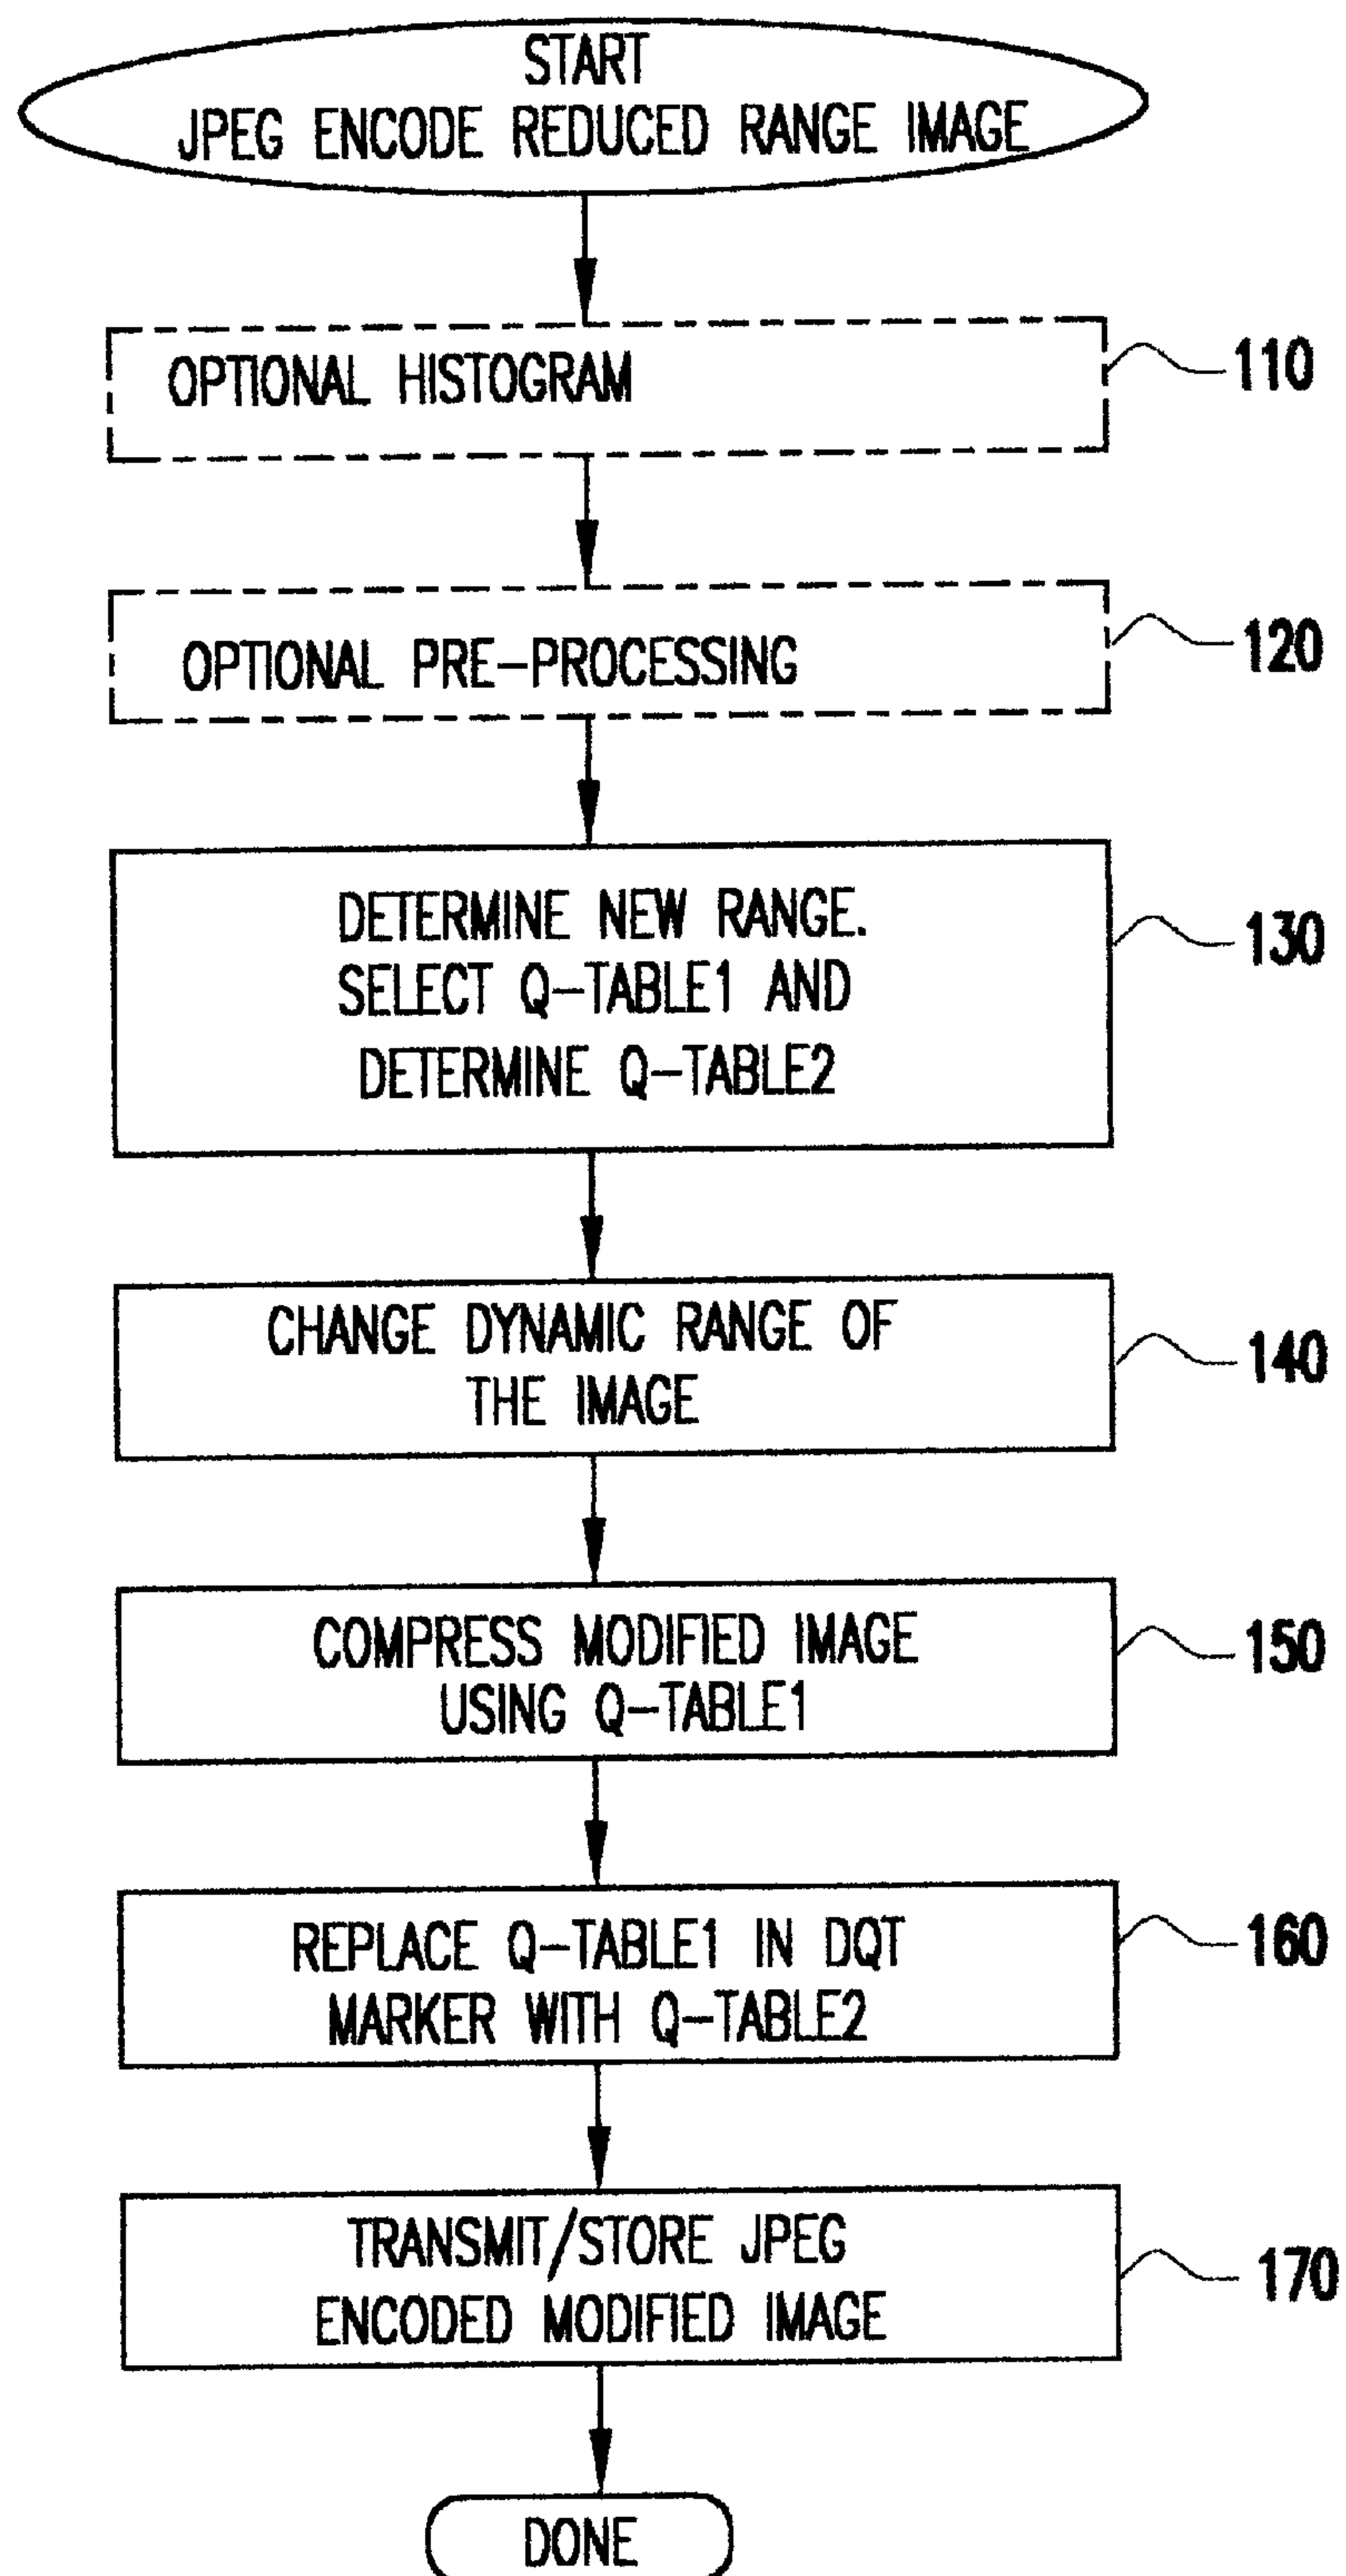 START
JPEG ENCODE REDUCED RANGE IMAGE
OPTIONAL HISTOGRAM
110
OPTIONAL PRE-PROCESSING
120
DETERMINE NEW RANGE.
SELECT Q-TABLE1 AND
DETERMINE Q-TABLE2
130
CHANGE DYNAMIC RANGE OF
THE IMAGE
140
COMPRESS MODIFIED IMAGE
USING Q-TABLE1
150
REPLACE Q-TABLE1 IN DQT
MARKER WITH Q-TABLE2
160
TRANSMIT/STORE JPEG
ENCODED MODIFIED IMAGE
170
DONE